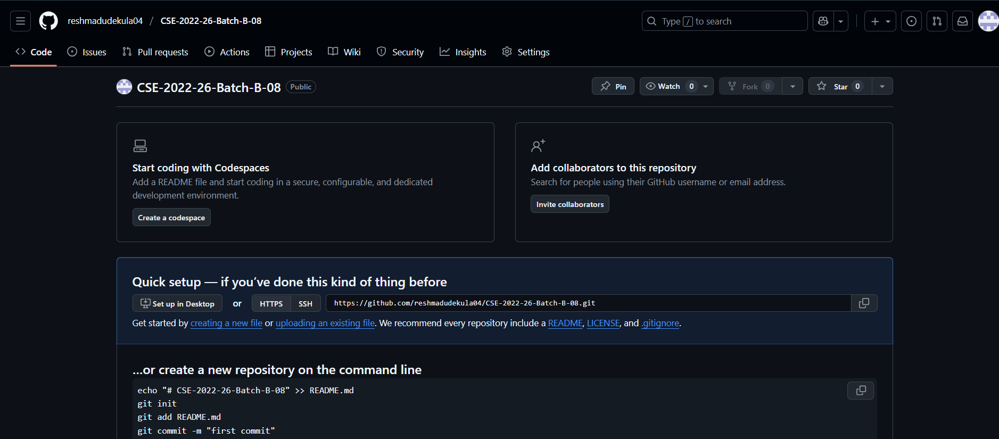 reshmadudekula04 / CSE-2022-26-Batch-B-08
Type / to search
Code Issues Pull requests Actions Projects Wiki Security Insights Settings
CSE-2022-26-Batch-B-08 Public
Pin Watch 0 Fork 0 Star 0
Start coding with Codespaces
Add a README file and start coding in a secure, configurable, and dedicated
development environment.
Create a codespace
Add collaborators to this repository
Search for people using their GitHub username or email address.
Invite collaborators
Quick setup — if you’ve done this kind of thing before
Set up in Desktop or HTTPS SSH https://github.com/reshmadudekula04/CSE-2022-26-Batch-B-08.git
Get started by creating a new file or uploading an existing file. We recommend every repository include a README, LICENSE, and .gitignore.
…or create a new repository on the command line
echo "# CSE-2022-26-Batch-B-08" >> README.md
git init
git add README.md
git commit -m "first commit"